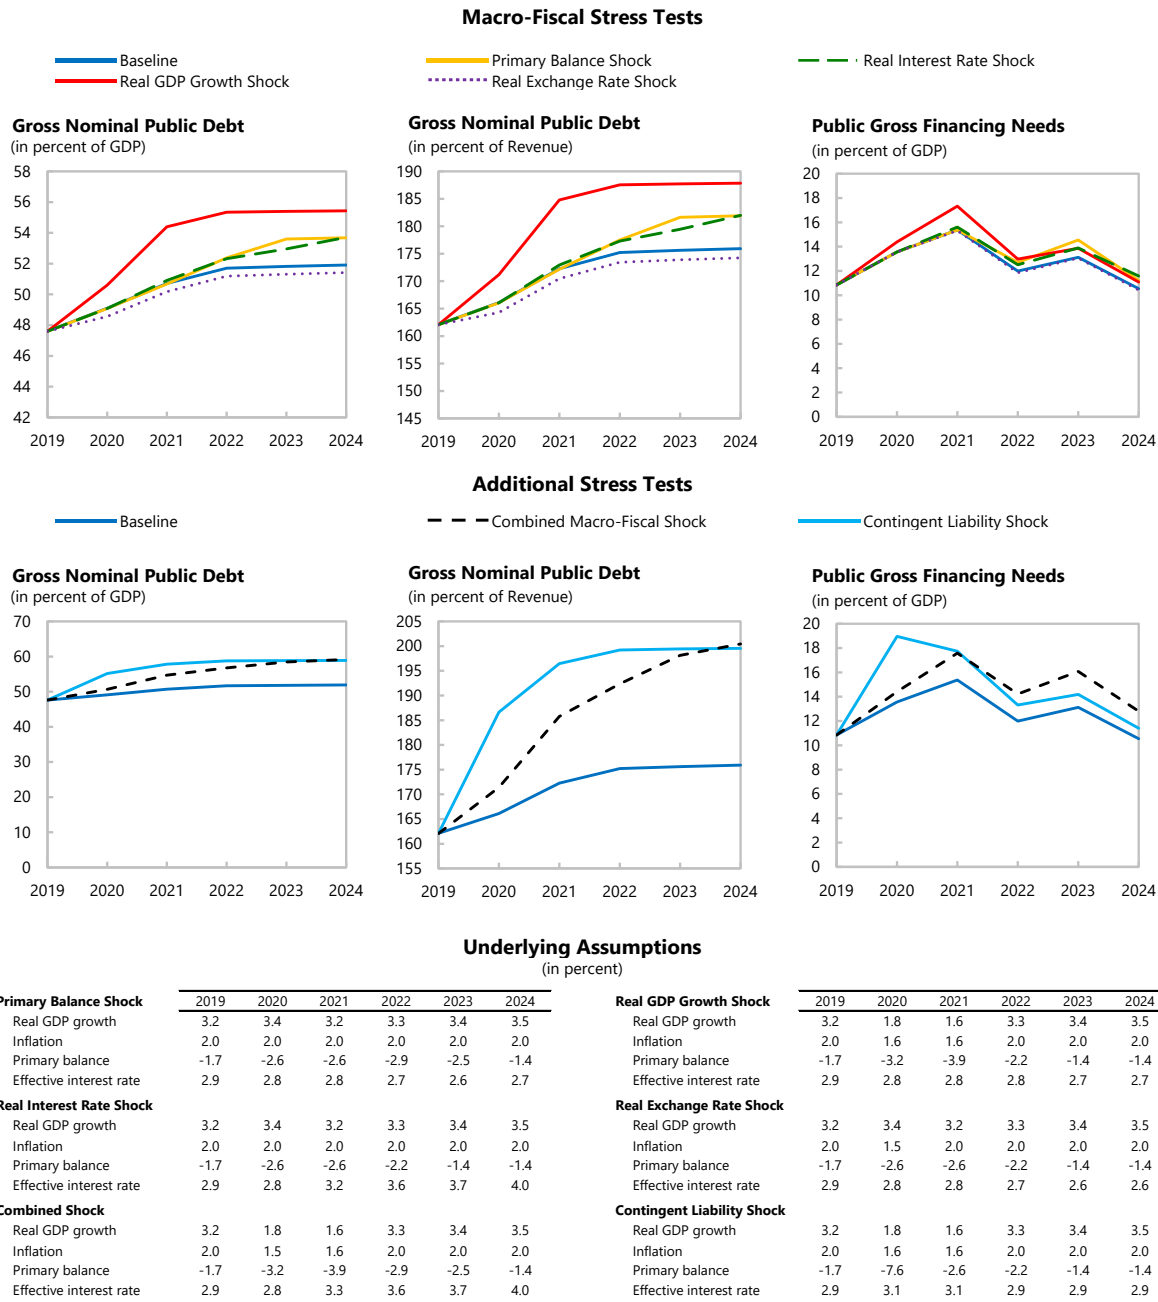 Macro-Fiscal Stress Tests
Baseline Primary Balance Shock Real Interest Rate Shock
Real GDP Growth Shock Real Exchange Rate Shock
Gross Nominal Public Debt
(in percent of GDP)
58
56
54
52
50
48
46
44
42
2019 2020 2021 2022 2023 2024
Gross Nominal Public Debt
(in percent of Revenue)
190
185
180
175
170
165
160
155
150
145
2019 2020 2021 2022 2023 2024
Public Gross Financing Needs
(in percent of GDP)
20
18
16
14
12
10
8
6
4
2
0
2019 2020 2021 2022 2023 2024
Additional Stress Tests
Baseline Combined Macro-Fiscal Shock Contingent Liability Shock
Gross Nominal Public Debt
(in percent of GDP)
70
60
50
40
30
20
10
0
2019 2020 2021 2022 2023 2024
Gross Nominal Public Debt
(in percent of Revenue)
205
200
195
190
185
180
175
170
165
160
155
2019 2020 2021 2022 2023 2024
Public Gross Financing Needs
(in percent of GDP)
20
18
16
14
12
10
8
6
4
2
0
2019 2020 2021 2022 2023 2024
Underlying Assumptions
(in percent)
Primary Balance Shock 2019 2020 2021 2022 2023 2024
Real GDP growth 3.2 3.4 3.2 3.3 3.4 3.5
Inflation 2.0 2.0 2.0 2.0 2.0 2.0
Primary balance -1.7 -2.6 -2.6 -2.9 -2.5 -1.4
Effective interest rate 2.9 2.8 2.8 2.7 2.6 2.7
Real Interest Rate Shock
Real GDP growth 3.2 3.4 3.2 3.3 3.4 3.5
Inflation 2.0 2.0 2.0 2.0 2.0 2.0
Primary balance -1.7 -2.6 -2.6 -2.2 -1.4 -1.4
Effective interest rate 2.9 2.8 3.2 3.6 3.7 4.0
Combined Shock
Real GDP growth 3.2 1.8 1.6 3.3 3.4 3.5
Inflation 2.0 1.5 1.6 2.0 2.0 2.0
Primary balance -1.7 -3.2 -3.9 -2.9 -2.5 -1.4
Effective interest rate 2.9 2.8 3.3 3.6 3.7 4.0
Real GDP Growth Shock 2019 2020 2021 2022 2023 2024
Real GDP growth 3.2 1.8 1.6 3.3 3.4 3.5
Inflation 2.0 1.6 1.6 2.0 2.0 2.0
Primary balance -1.7 -3.2 -3.9 -2.2 -1.4 -1.4
Effective interest rate 2.9 2.8 2.8 2.8 2.7 2.7
Real Exchange Rate Shock
Real GDP growth 3.2 3.4 3.2 3.3 3.4 3.5
Inflation 2.0 1.5 2.0 2.0 2.0 2.0
Primary balance -1.7 -2.6 -2.6 -2.2 -1.4 -1.4
Effective interest rate 2.9 2.8 2.8 2.7 2.6 2.6
Contingent Liability Shock
Real GDP growth 3.2 1.8 1.6 3.3 3.4 3.5
Inflation 2.0 1.6 1.6 2.0 2.0 2.0
Primary balance -1.7 -7.6 -2.6 -2.2 -1.4 -1.4
Effective interest rate 2.9 3.1 3.1 2.9 2.9 2.9